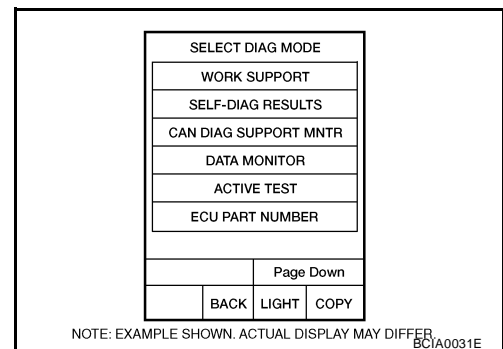 SELECT DIAG MODE
WORK SUPPORT
SELF-DIAG RESULTS
CAN DIAG SUPPORT MNTR
DATA MONITOR
ACTIVE TEST
ECU PART NUMBER
Page Down
BACK LIGHT COPY
NOTE: EXAMPLE SHOWN. ACTUAL DISPLAY MAY DIFFER.
BCIA0031E